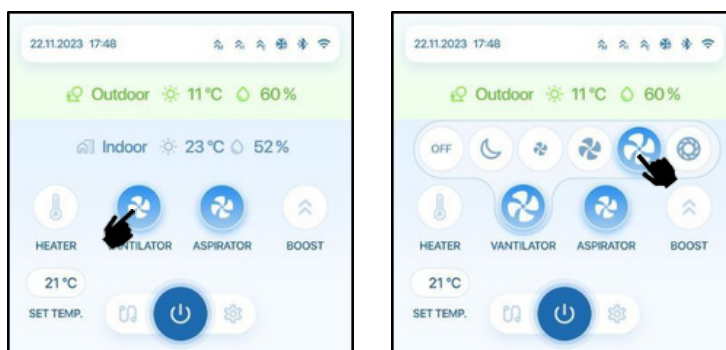 22.11.2023 17:48
Outdoor 11 °C 60 %
Indoor 23 °C 52 %
HEATER VANTILATOR ASPIRATOR BOOST
21 °C
SET TEMP.
22.11.2023 17:48
Outdoor 11 °C 60 %
OFF
HEATER VANTILATOR ASPIRATOR BOOST
21 °C
SET TEMP.